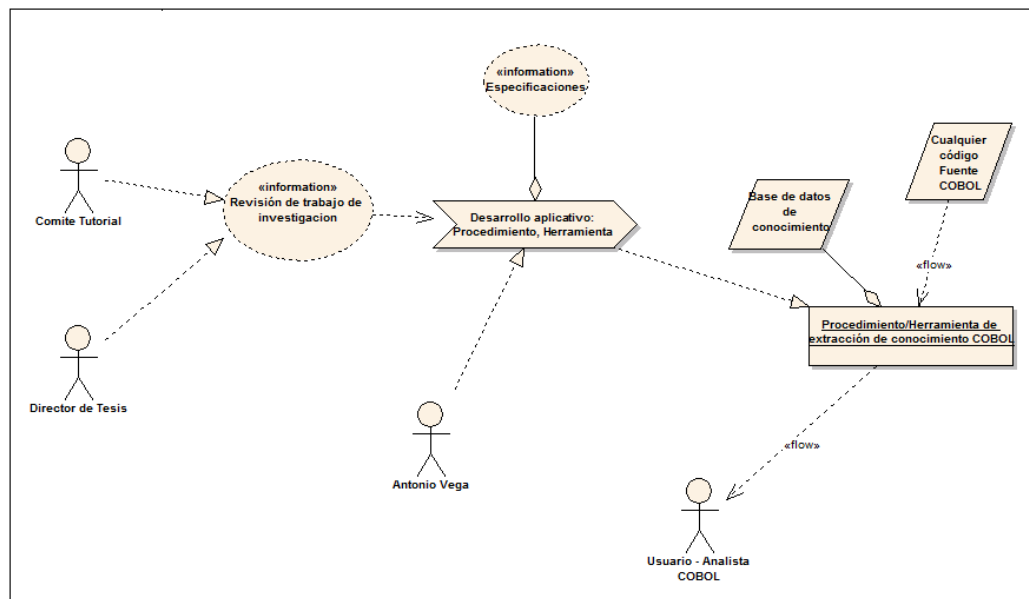 «information»
Especificaciones
Cualquier
código
Fuente
COBOL
Comite Tutorial
«information»
Revisión de trabajo de
investigacion
Desarrollo aplicativo:
Procedimiento, Herramienta
Base de datos
de
conocimiento
«flow»
Procedimiento/Herramienta de
extracción de conocimiento COBOL
Director de Tesis
Antonio Vega
«flow»
Usuario - Analista
COBOL